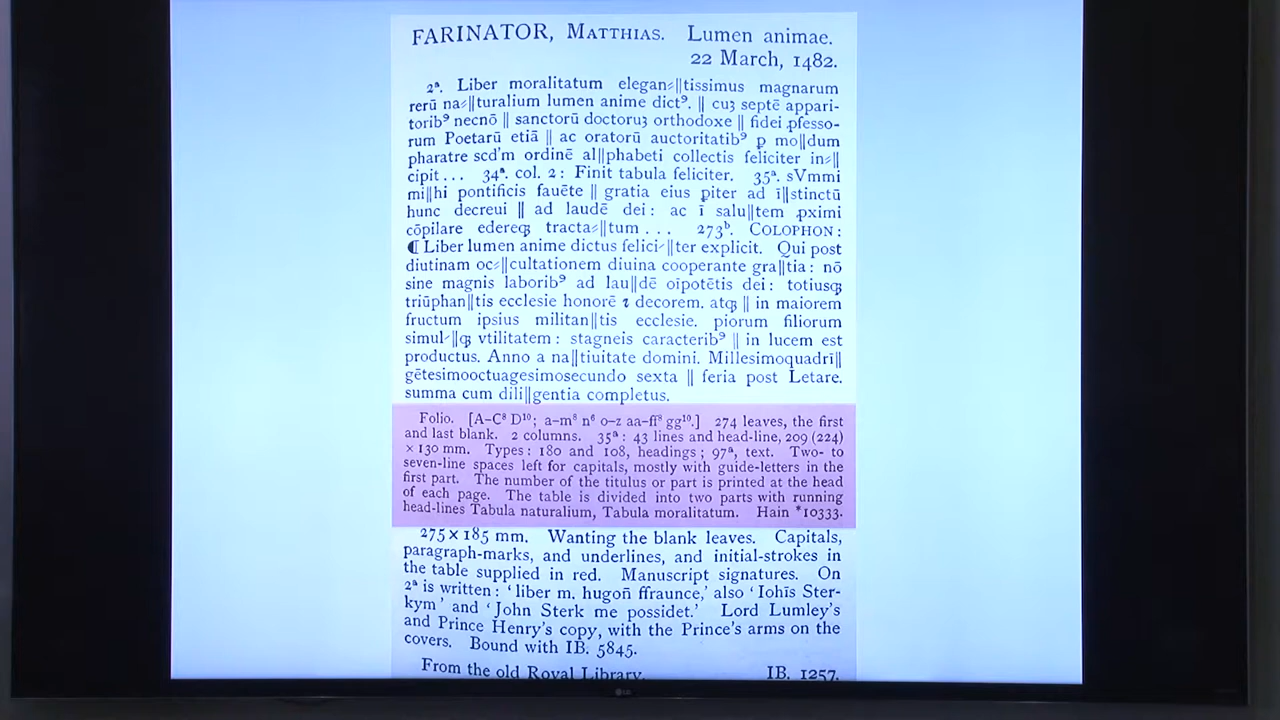 FARINATOR, MATTHIAS. Lumen animae.
22 March, 1482.
2ª. Liber moralitatum elegan⸗||tissimus magnarum
rerū na⸗||turalium lumen anime dictꝰ. || cuʒ septē appari-
toribꝰ necnō || sanctorū doctoruʒ orthodoxe || fidei ꝓfesso-
rum Poetarū etiā || ac oratorū auctoritatibꝰ ꝑ mo||dum
pharatre scd'm ordinē al||phabeti collectis feliciter in⸗||
cipit ... 34ª. col. 2: Finit tabula feliciter. 35ª. sVmmi
mi||hi pontificis fauēte || gratia eius ꝑiter ad ī||stinctū
hunc decreui || ad laudē dei: ac ī salu||tem ꝓximi
cōpilare edereqꝫ tracta⸗||tum ... 273ᵇ. COLOPHON:
¶ Liber lumen anime dictus felici⸗||ter explicit. Qui post
diutinam oc⸗||cultationem diuina cooperante gra||tia: nō
sine magnis laboribꝰ ad lau||dē oīpotētis dei: totiusqꝫ
triūphan||tis ecclesie honorē ⁊ decorem. atqꝫ || in maiorem
fructum ipsius militan||tis ecclesie. piorum filiorum
simul⸗||qꝫ vtilitatem: stagneis caracteribꝰ || in lucem est
productus. Anno a na||tiuitate domini. Millesimoquadrī||
gētesimooctuagesimosecundo sexta || feria post Letare.
summa cum dili||gentia completus.
Folio. [A–C⁸ D¹⁰; a–m⁸ n⁶ o–z aa–ff⁸ gg¹⁰.] 274 leaves, the first
and last blank. 2 columns. 35ª: 43 lines and head-line, 209 (224)
× 130 mm. Types: 180 and 108, headings; 97ª, text. Two- to
seven-line spaces left for capitals, mostly with guide-letters in the
first part. The number of the titulus or part is printed at the head
of each page. The table is divided into two parts with running
head-lines Tabula naturalium, Tabula moralitatum. Hain *10333.
275 × 185 mm. Wanting the blank leaves. Capitals,
paragraph-marks, and underlines, and initial-strokes in
the table supplied in red. Manuscript signatures. On
2ª is written: 'liber m. hugoñ ffraunce,' also 'Iohīs Ster-
kym' and 'John Sterk me possidet.' Lord Lumley's
and Prince Henry's copy, with the Prince's arms on the
covers. Bound with IB. 5845.
From the old Royal Library. IB. 1257.
LG